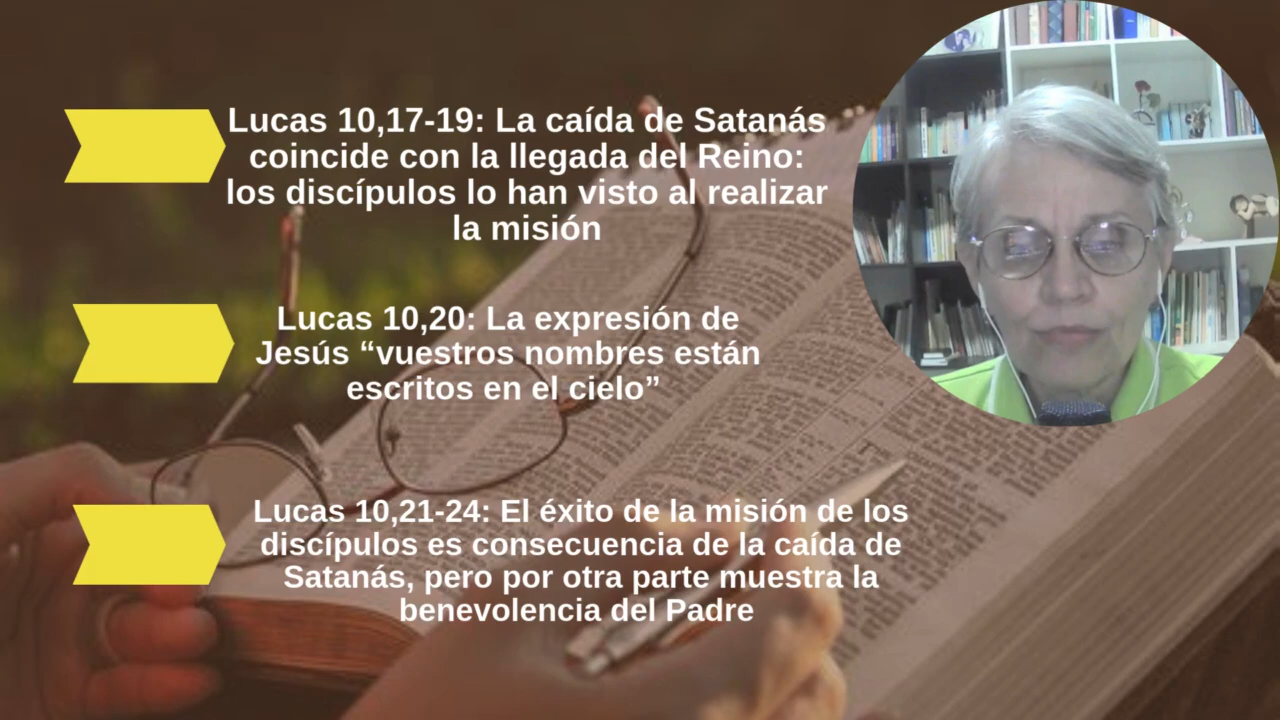 Lucas 10,17-19: La caída de Satanás
coincide con la llegada del Reino:
los discípulos lo han visto al realizar
la misión
Lucas 10,20: La expresión de
Jesús “vuestros nombres están
escritos en el cielo”
Lucas 10,21-24: El éxito de la misión de los
discípulos es consecuencia de la caída de
Satanás, pero por otra parte muestra la
benevolencia del Padre